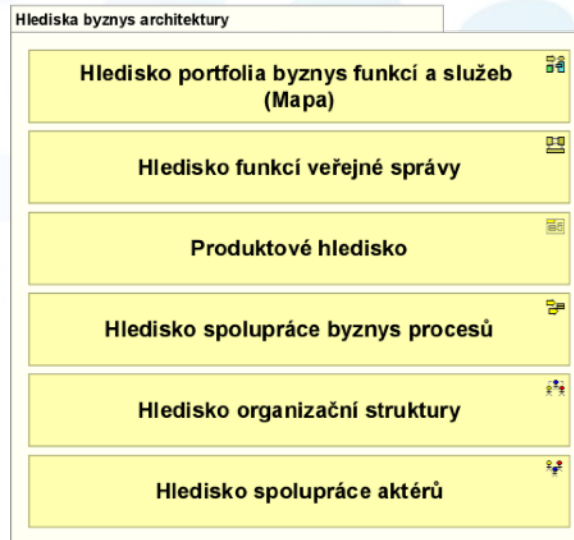 Hlediska byznys architektury
Hledisko portfolia byznys funkcí a služeb
(Mapa)
Hledisko funkcí veřejné správy
Produktové hledisko
Hledisko spolupráce byznys procesů
Hledisko organizační struktury
Hledisko spolupráce aktérů